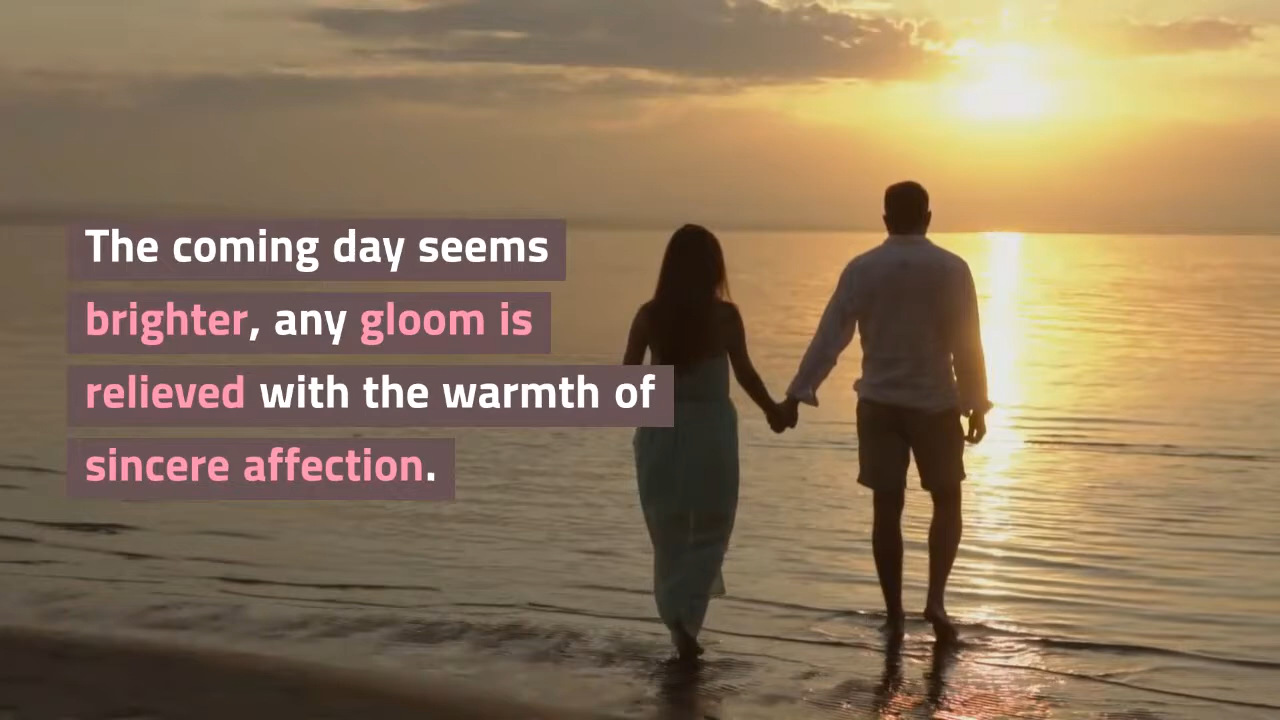 The coming day seems
brighter, any gloom is
relieved with the warmth of
sincere affection.